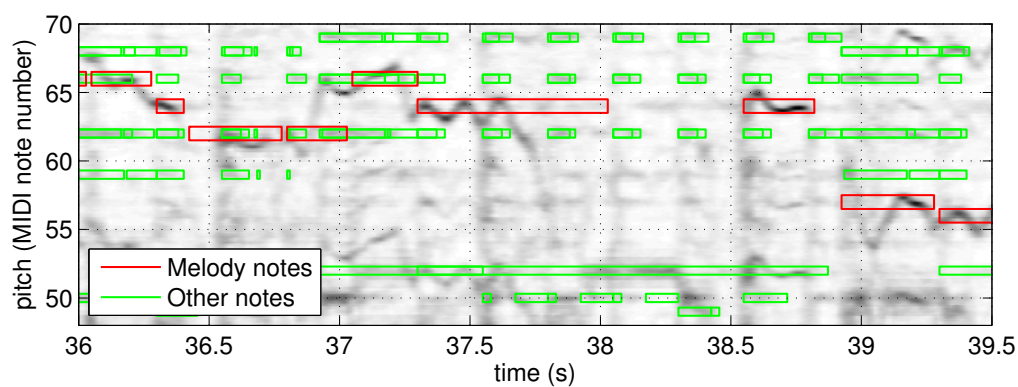 70
65
60
55
50
pitch (MIDI note number)
Melody notes
Other notes
36 36.5 37 37.5 38 38.5 39 39.5
time (s)